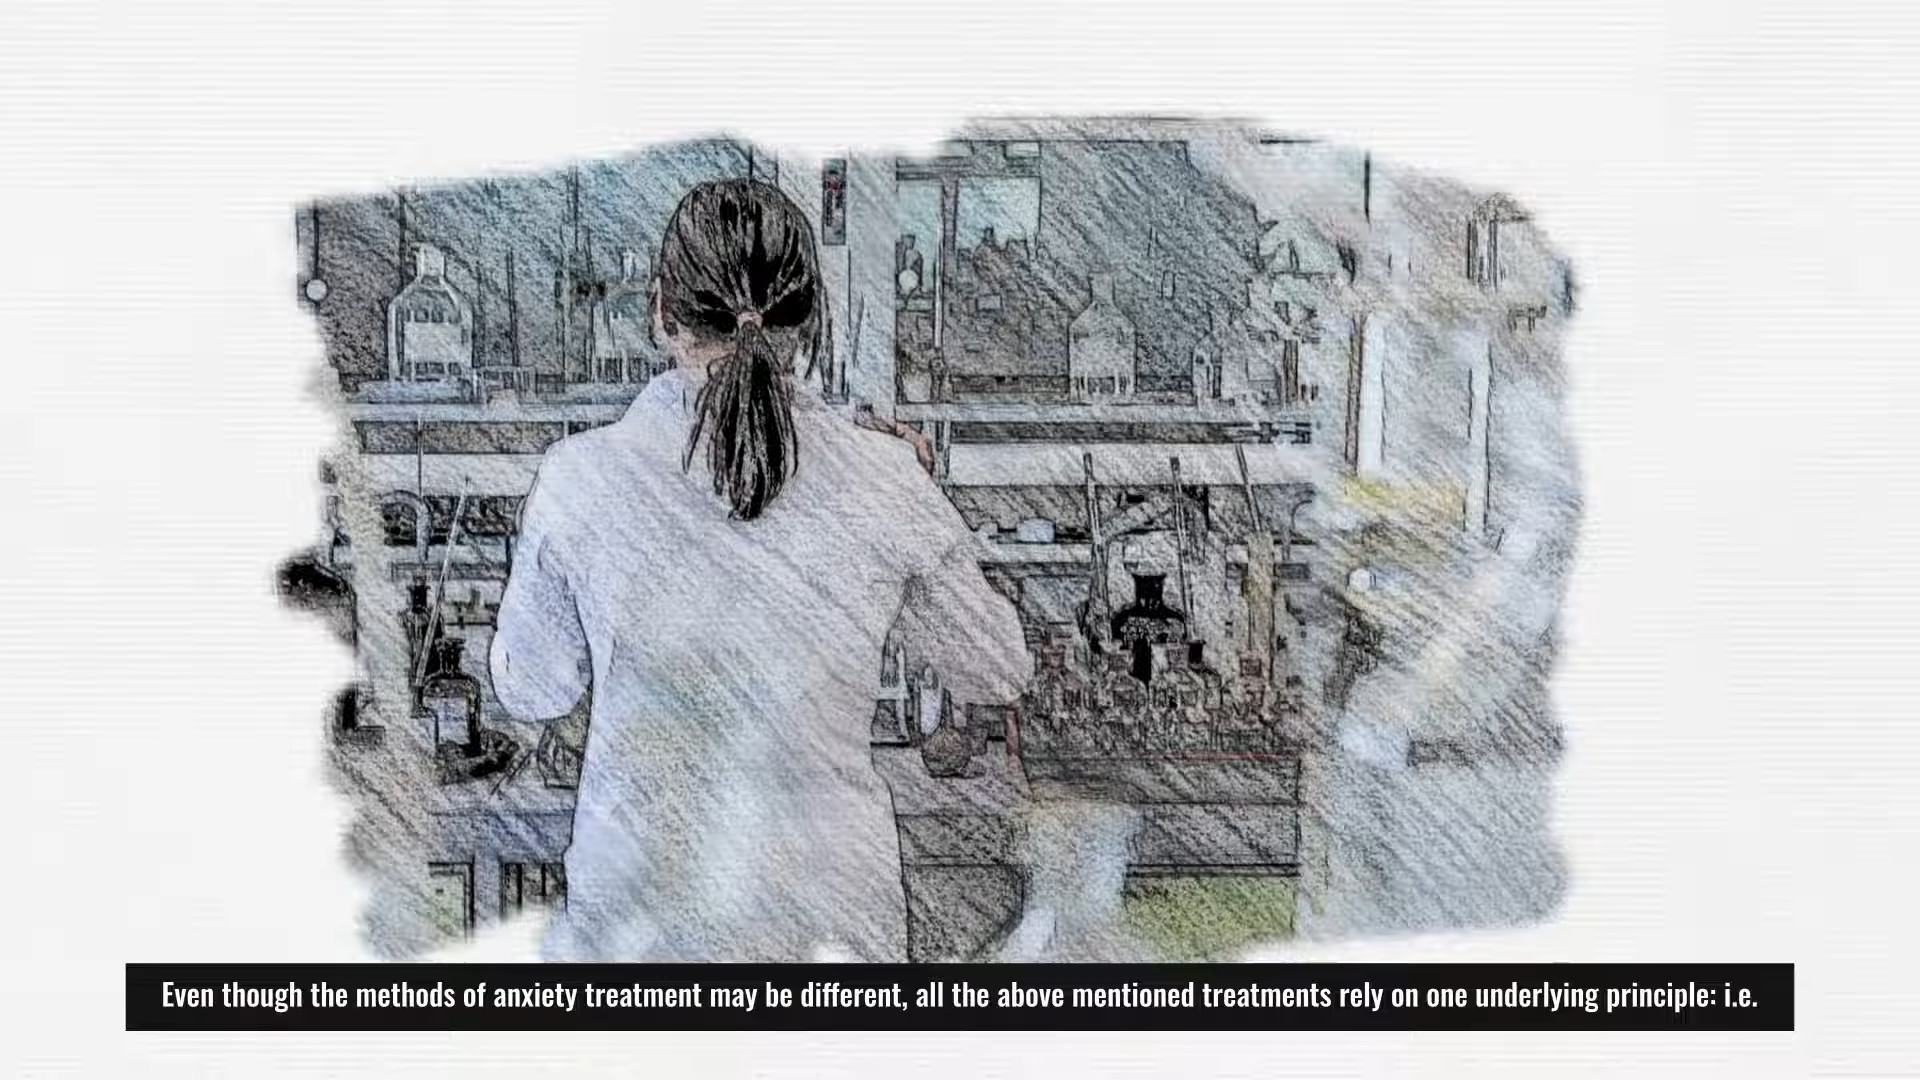 Even though the methods of anxiety treatment may be different, all the above mentioned treatments rely on one underlying principle: i.e.